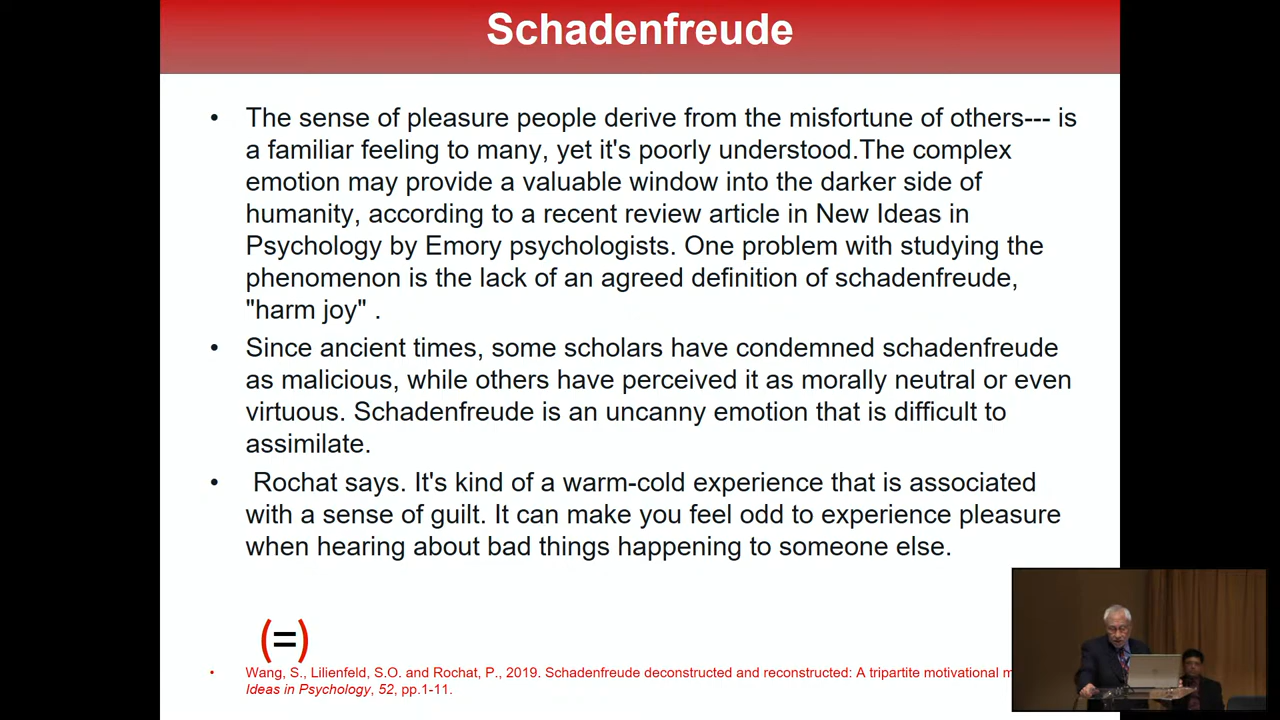 Schadenfreude
• The sense of pleasure people derive from the misfortune of others--- is
a familiar feeling to many, yet it's poorly understood.The complex
emotion may provide a valuable window into the darker side of
humanity, according to a recent review article in New Ideas in
Psychology by Emory psychologists. One problem with studying the
phenomenon is the lack of an agreed definition of schadenfreude,
"harm joy" .
• Since ancient times, some scholars have condemned schadenfreude
as malicious, while others have perceived it as morally neutral or even
virtuous. Schadenfreude is an uncanny emotion that is difficult to
assimilate.
• Rochat says. It's kind of a warm-cold experience that is associated
with a sense of guilt. It can make you feel odd to experience pleasure
when hearing about bad things happening to someone else.
(=)
• Wang, S., Lilienfeld, S.O. and Rochat, P., 2019. Schadenfreude deconstructed and reconstructed: A tripartite motivational
Ideas in Psychology, 52, pp.1-11.